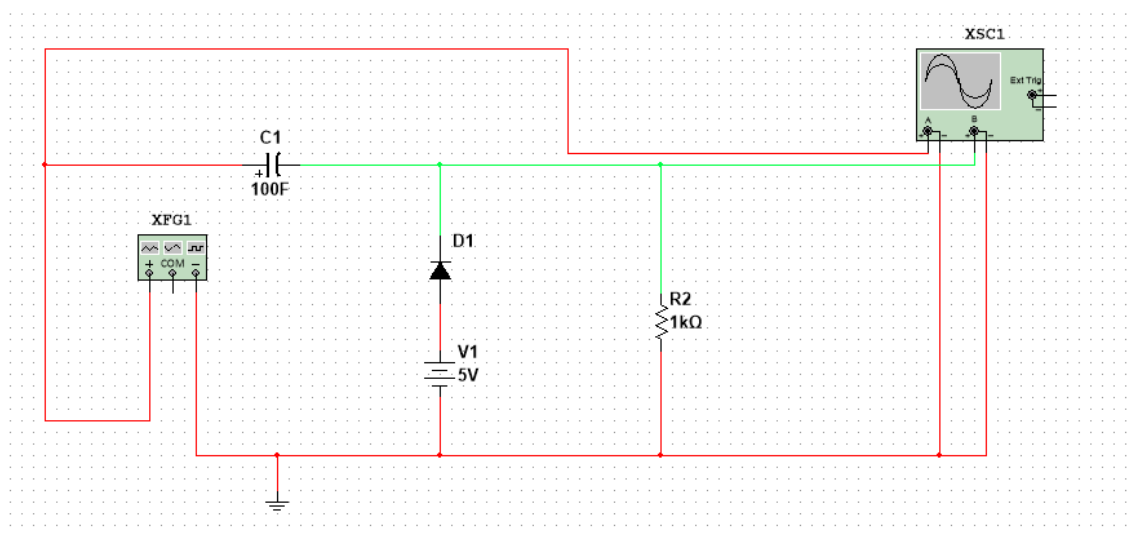 XSC1
Ext Trig
+
−
A
B
+ − + −
C1
+
100F
XFG1
+ COM −
D1
R2
1kΩ
V1
5V